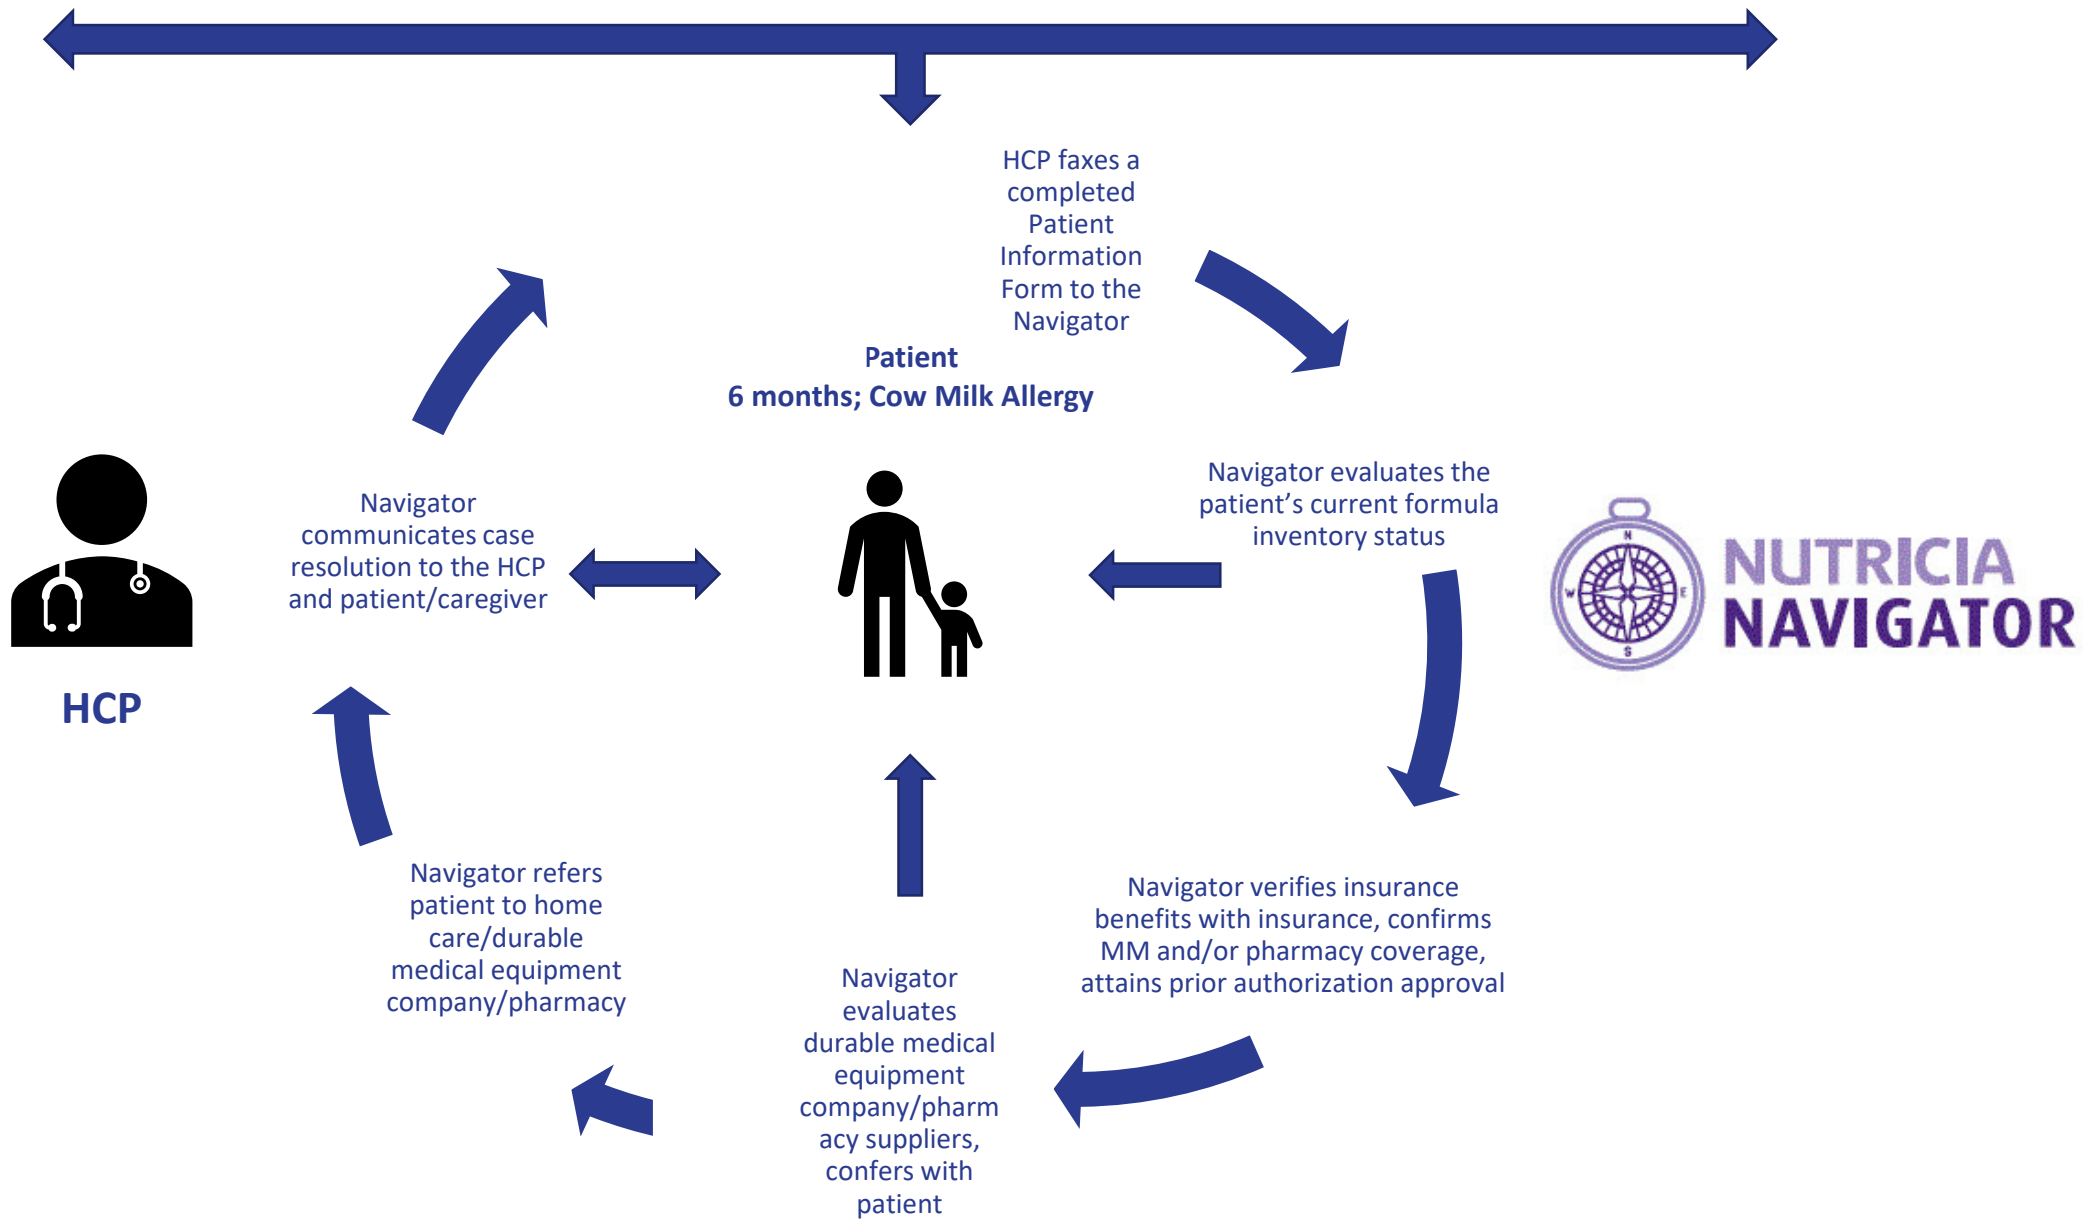 HCP faxes a
completed
Patient
Information
Form to the
Navigator
Patient
6 months; Cow Milk Allergy
Navigator evaluates the
patient's current formula
inventory status
Navigator
communicates case
resolution to the HCP
and patient/caregiver
HCP
N
W
E
S
NUTRICIA
NAVIGATOR
Navigator verifies insurance
benefits with insurance, confirms
MM and/or pharmacy coverage,
attains prior authorization approval
Navigator
evaluates
durable medical
equipment
company/pharm
acy suppliers,
confers with
patient
Navigator refers
patient to home
care/durable
medical equipment
company/pharmacy